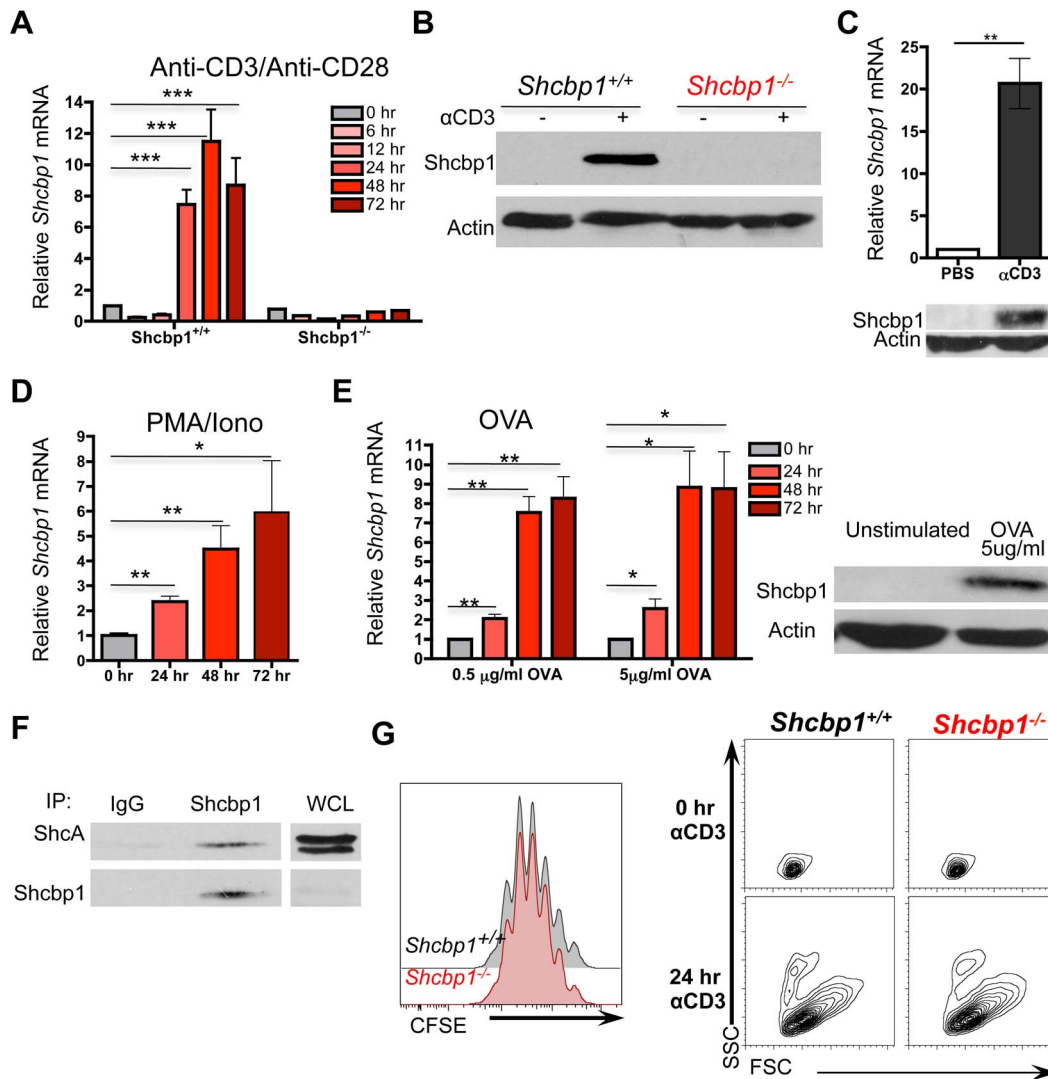 A
Anti-CD3/Anti-CD28
Relative Shcbp1 mRNA
14
12
10
8
6
4
2
0
***
***
***
0 hr
6 hr
12 hr
24 hr
48 hr
72 hr
Shcbp1+/+
Shcbp1-/-
B
Shcbp1+/+
Shcbp1-/-
αCD3
-
+
-
+
Shcbp1
Actin
C
**
Relative Shcbp1 mRNA
25
20
15
10
5
0
PBS
αCD3
Shcbp1
Actin
D
PMA/Iono
Relative Shcbp1 mRNA
9
8
7
6
5
4
3
2
1
0
*
**
**
0 hr
24 hr
48 hr
72 hr
E
OVA
Relative Shcbp1 mRNA
11
10
9
8
7
6
5
4
3
2
1
0
**
**
**
*
*
*
0 hr
24 hr
48 hr
72 hr
0.5 µg/ml OVA
5µg/ml OVA
Unstimulated
OVA
5ug/ml
Shcbp1
Actin
F
IP:
IgG
Shcbp1
WCL
ShcA
Shcbp1
G
Shcbp1+/+
Shcbp1-/-
CFSE
Shcbp1+/+
Shcbp1-/-
0 hr
αCD3
24 hr
αCD3
SSC
FSC